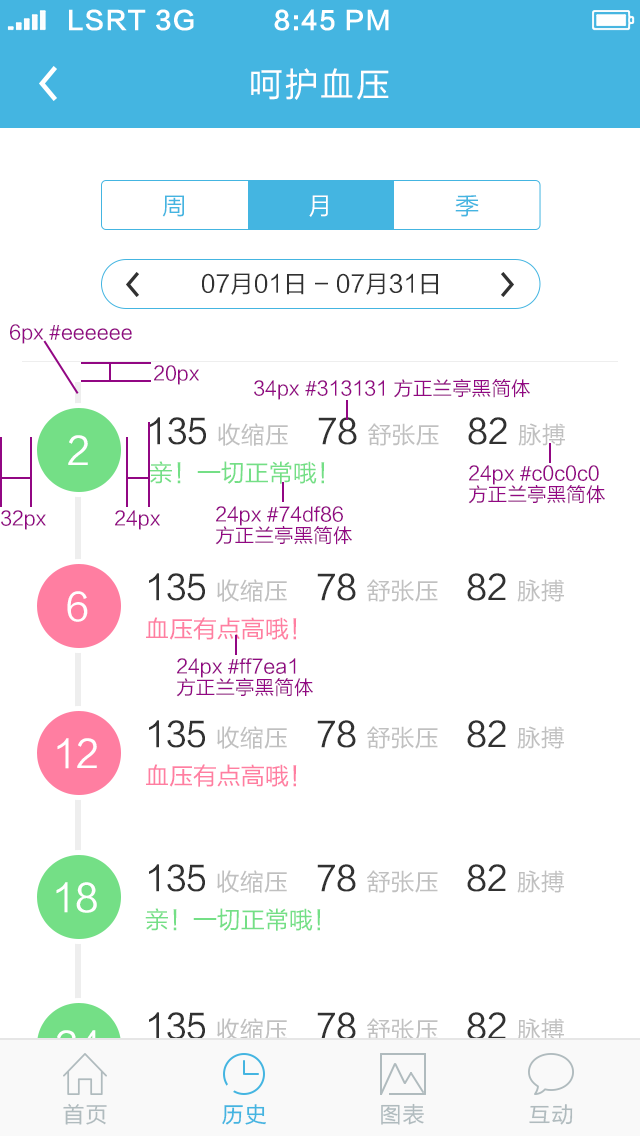 LSRT 3G 8:45 PM
呵护血压
周 月 季
07月01日 - 07月31日
6px #eeeeee
20px
34px #313131 方正兰亭黑简体
2
135 收缩压 78 舒张压 82 脉搏
亲！一切正常哦！
24px #c0c0c0
方正兰亭黑简体
32px
24px
24px #74df86
方正兰亭黑简体
6
135 收缩压 78 舒张压 82 脉搏
血压有点高哦！
24px #ff7ea1
方正兰亭黑简体
12
135 收缩压 78 舒张压 82 脉搏
血压有点高哦！
18
135 收缩压 78 舒张压 82 脉搏
亲！一切正常哦！
135 收缩压 78 舒张压 82 脉搏
首页 历史 图表 互动